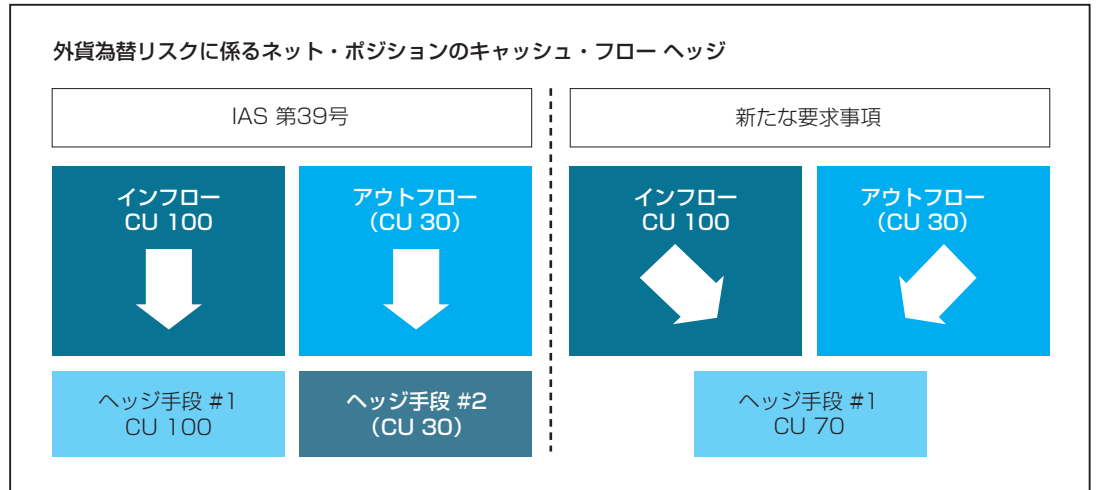 外貨為替リスクに係るネット・ポジションのキャッシュ・フロー ヘッジ
IAS 第39号
インフロー
CU 100
アウトフロー
(CU 30)
ヘッジ手段 #1
CU 100
ヘッジ手段 #2
(CU 30)
新たな要求事項
インフロー
CU 100
アウトフロー
(CU 30)
ヘッジ手段 #1
CU 70